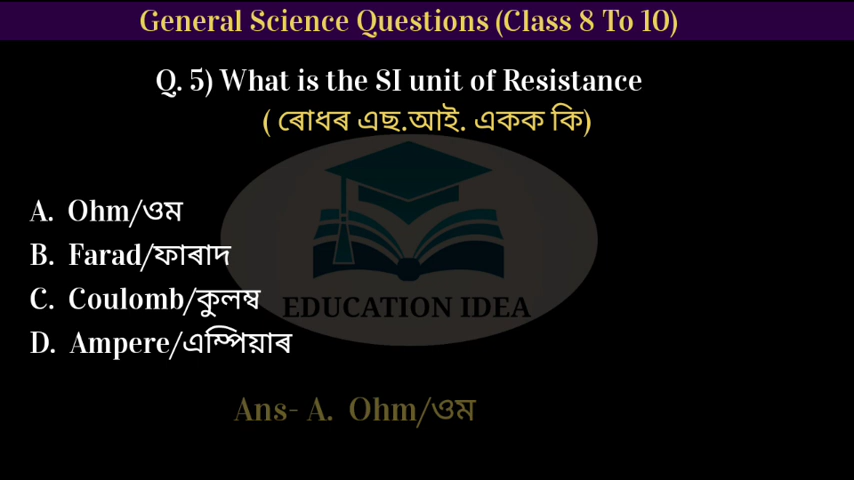 General Science Questions (Class 8 To 10)
Q. 5) What is the SI unit of Resistance
( ৰোধৰ এছ.আই. একক কি)
A. Ohm/ওম
B. Farad/ফাৰাদ
C. Coulomb/কুলম্ব
EDUCATION IDEA
D. Ampere/এম্পিয়াৰ
Ans- A. Ohm/ওম